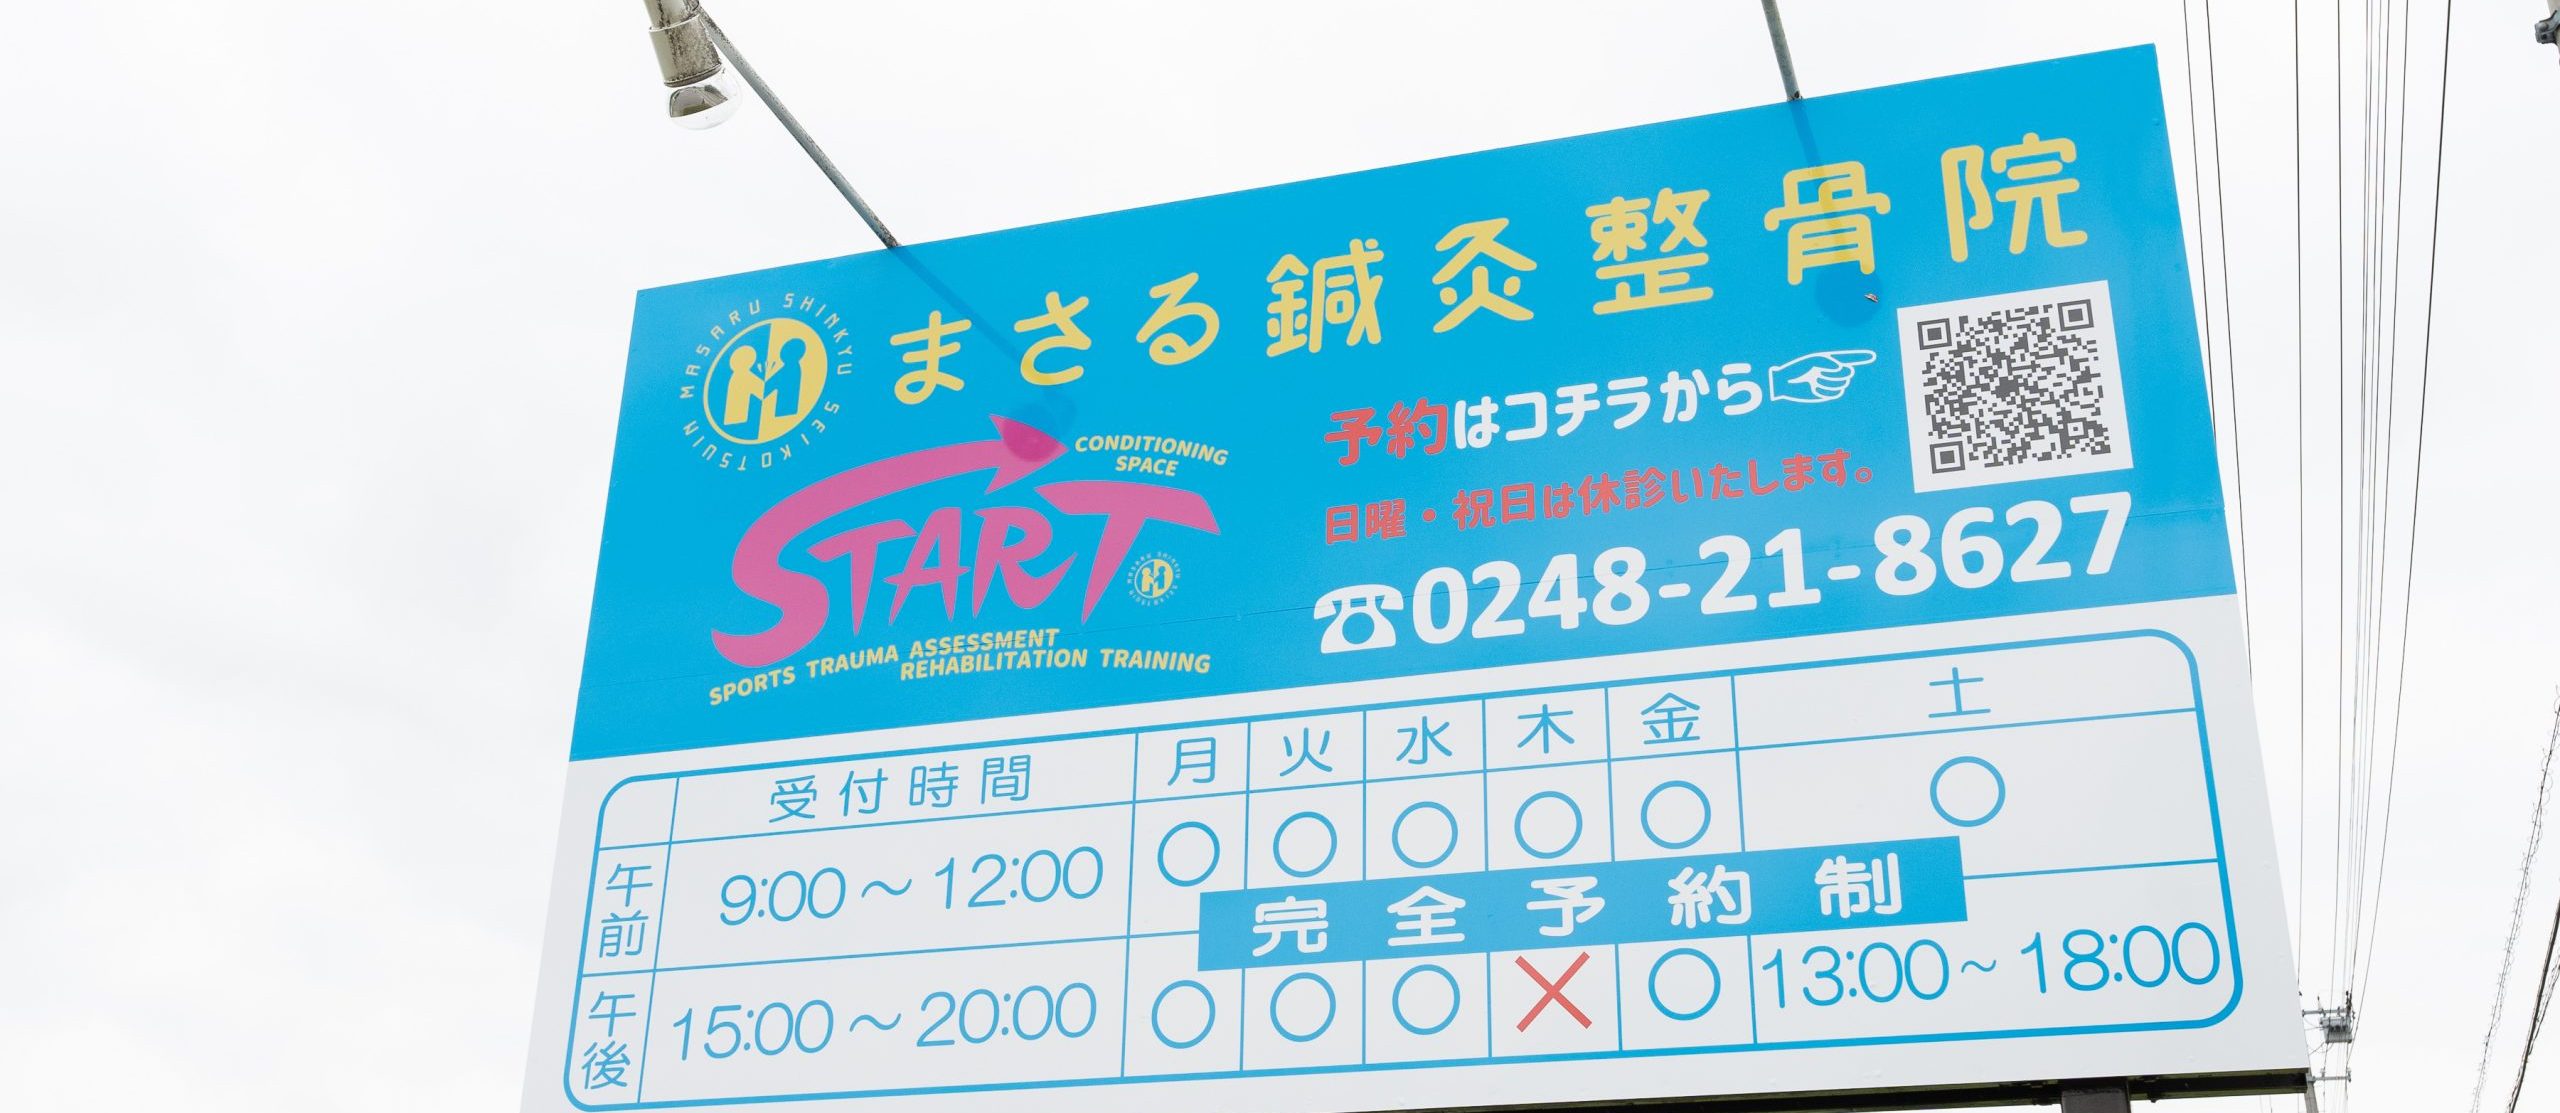 まさる鍼灸整骨院
MASARU SHINKYU SEIKOTSUIN
予約はコチラから
日曜・祝日は休診いたします。
☎0248-21-8627
CONDITIONING
SPACE
START
SPORTS TRAUMA ASSESSMENT
REHABILITATION TRAINING
受付時間 月 火 水 木 金 土
午前 9:00～12:00 ○ ○ ○ ○ ○ ○
完全予約制
午後 15:00～20:00 ○ ○ ○ × ○ 13:00～18:00